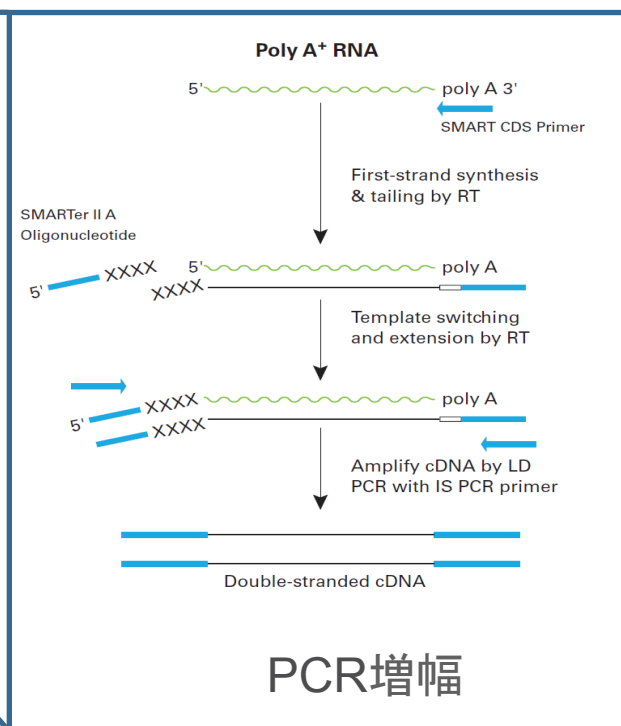 Poly A+ RNA
5' poly A 3'
SMART CDS Primer
First-strand synthesis
& tailing by RT
SMARTer II A
Oligonucleotide
5' XXXX
5' poly A
XXXX
Template switching
and extension by RT
XXXX poly A
5' XXXX
Amplify cDNA by LD
PCR with IS PCR primer
Double-stranded cDNA
PCR増幅